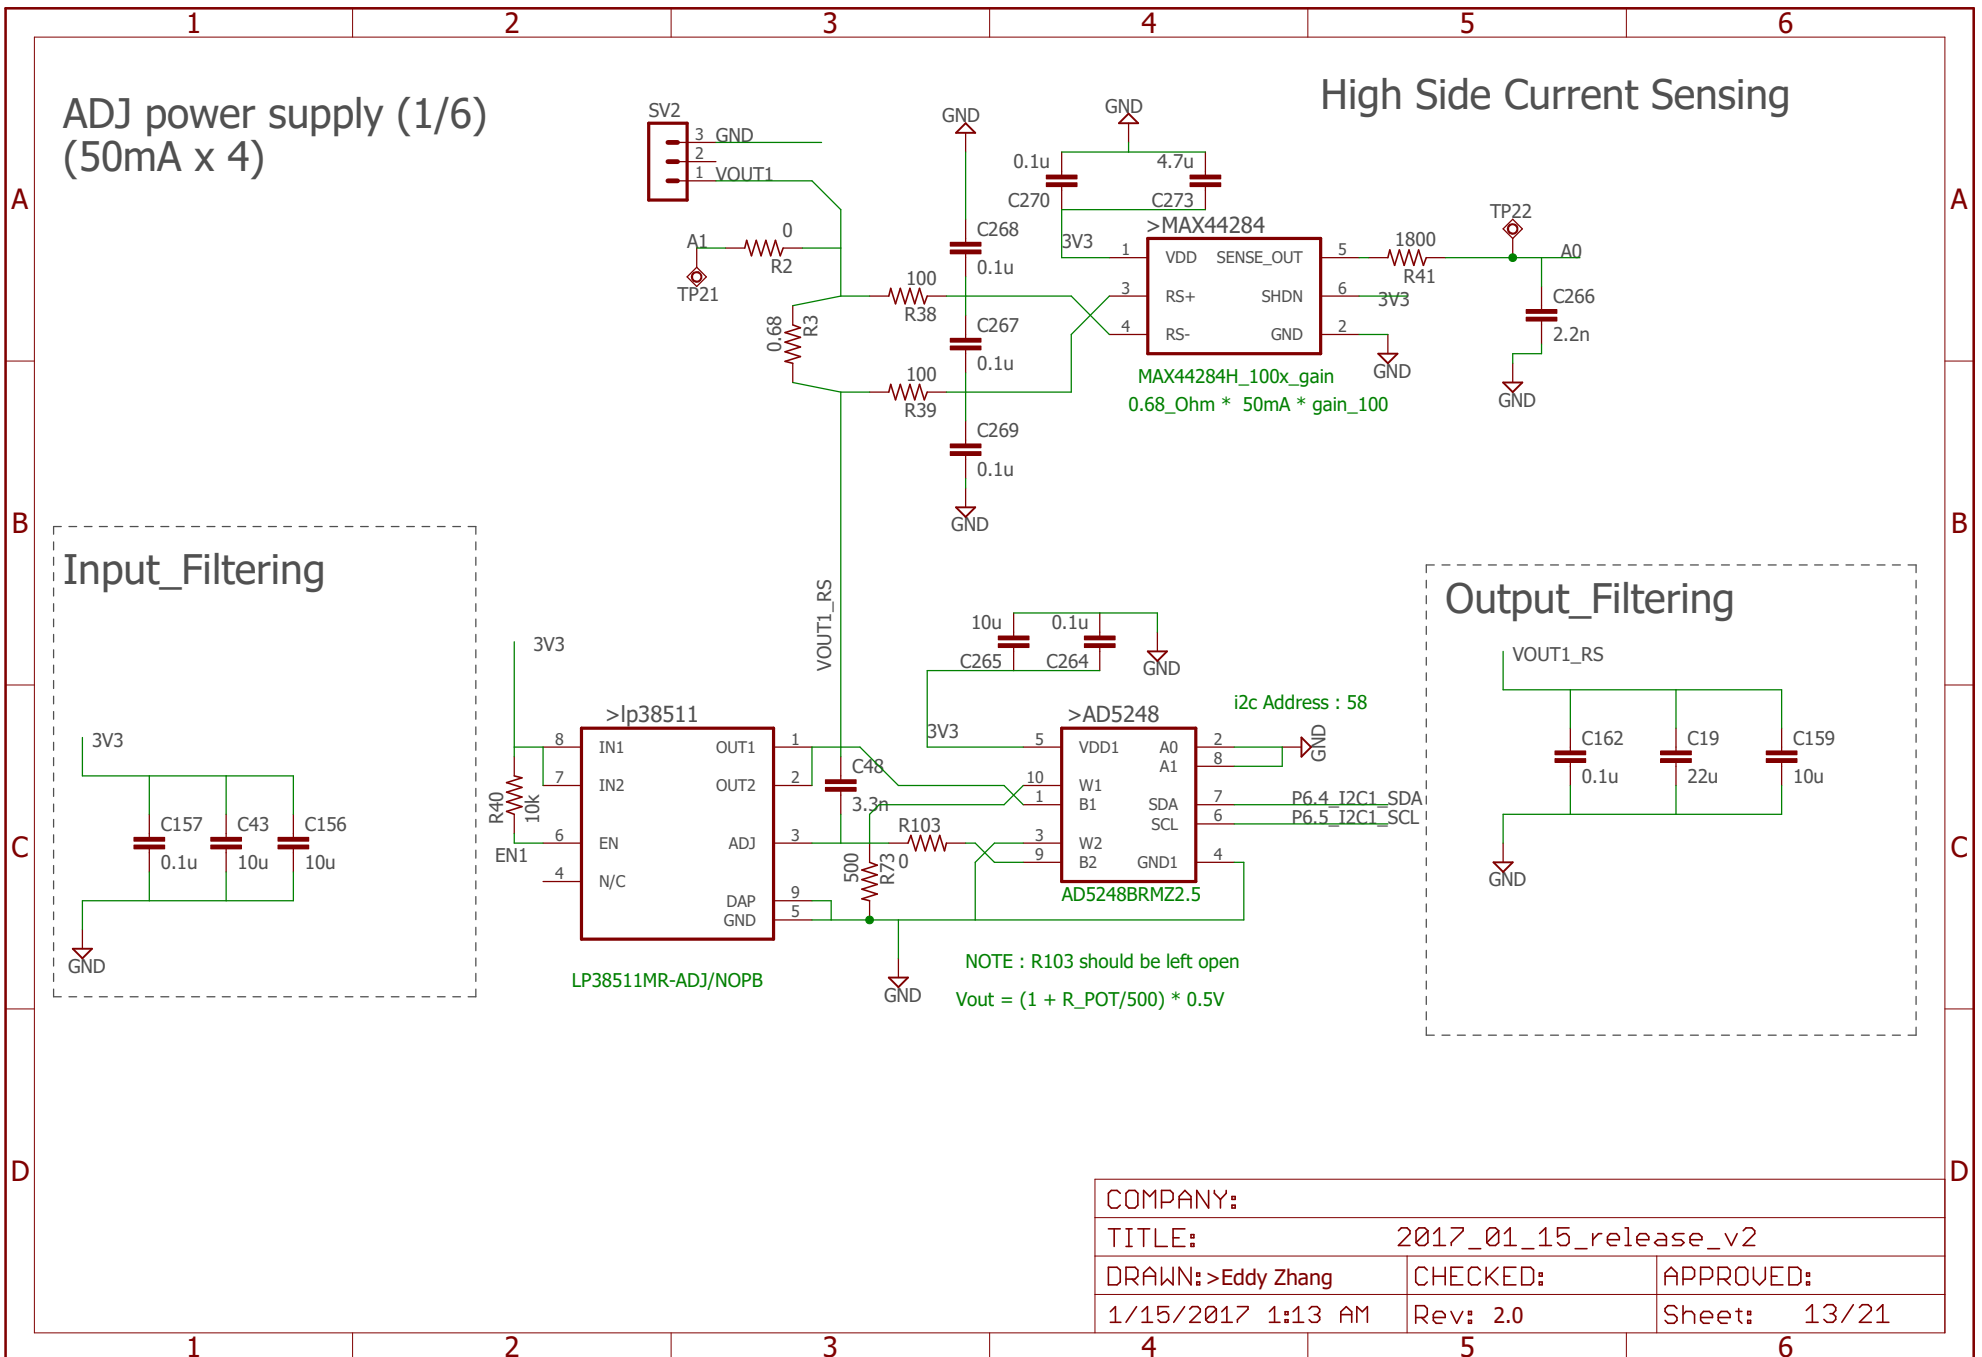 1 2 3 4 5 6
A
B
C
D
A
B
C
D
1 2 3 4 5 6
ADJ power supply (1/6)
(50mA x 4)
High Side Current Sensing
SV2
3 GND
2
1 VOUT1
A1
0
R2
TP21
0.68
R3
100
R38
100
R39
GND
C268
0.1u
C267
0.1u
C269
0.1u
GND
GND
0.1u
C270
4.7u
C273
3V3
>MAX44284
1 VDD
3 RS+
4 RS-
SENSE_OUT 5
SHDN 6
GND 2
3V3
GND
1800
R41
TP22
A0
C266
2.2n
GND
MAX44284H_100x_gain
0.68_Ohm * 50mA * gain_100
Input_Filtering
3V3
C157
0.1u
C43
10u
C156
10u
GND
3V3
R40
10k
EN1
>lp38511
8 IN1
7 IN2
6 EN
4 N/C
OUT1 1
OUT2 2
ADJ 3
DAP 9
GND 5
LP38511MR-ADJ/NOPB
VOUT1_RS
C48
3.3n
R103
0
500
R73
GND
10u
C265
0.1u
C264
GND
3V3
>AD5248
5 VDD1
10 W1
1 B1
3 W2
9 B2
A0 2
A1 8
SDA 7
SCL 6
GND1 4
AD5248BRMZ2.5
i2c Address : 58
GND
P6.4_I2C1_SDA
P6.5_I2C1_SCL
NOTE : R103 should be left open
Vout = (1 + R_POT/500) * 0.5V
Output_Filtering
VOUT1_RS
C162
0.1u
C19
22u
C159
10u
GND
COMPANY:
TITLE: 2017_01_15_release_v2
DRAWN: >Eddy Zhang CHECKED: APPROVED:
1/15/2017 1:13 AM Rev: 2.0 Sheet: 13/21